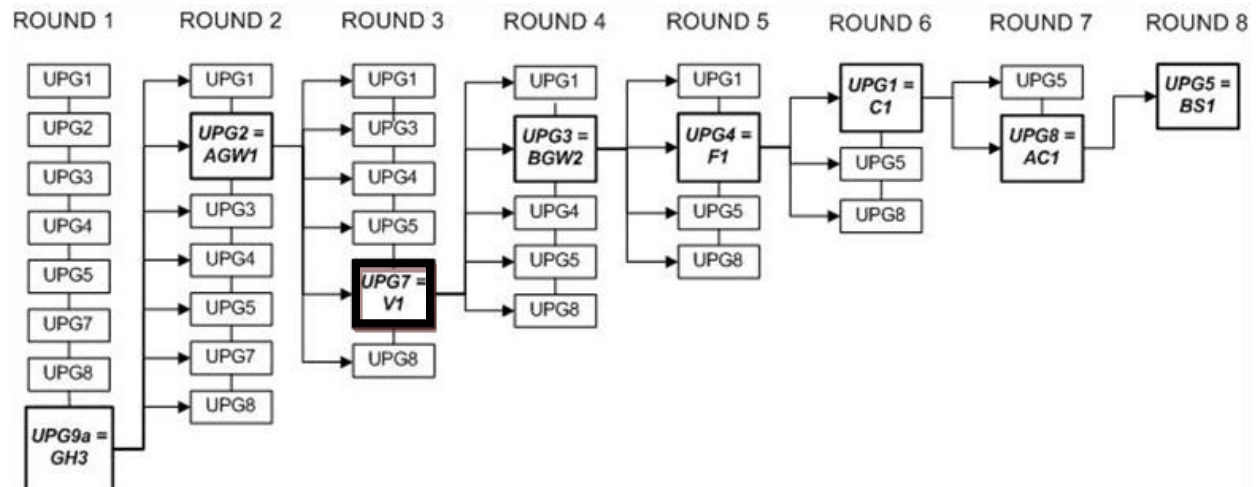 ROUND 1 ROUND 2 ROUND 3 ROUND 4 ROUND 5 ROUND 6 ROUND 7 ROUND 8
UPG1
UPG2
UPG3
UPG4
UPG5
UPG7
UPG8
UPG9a =
GH3
UPG1
UPG2 =
AGW1
UPG3
UPG4
UPG5
UPG7
UPG8
UPG1
UPG3
UPG4
UPG5
UPG7 =
V1
UPG8
UPG1
UPG3 =
BGW2
UPG4
UPG5
UPG8
UPG1
UPG4 =
F1
UPG5
UPG8
UPG1 =
C1
UPG5
UPG8
UPG5
UPG8 =
AC1
UPG5 =
BS1